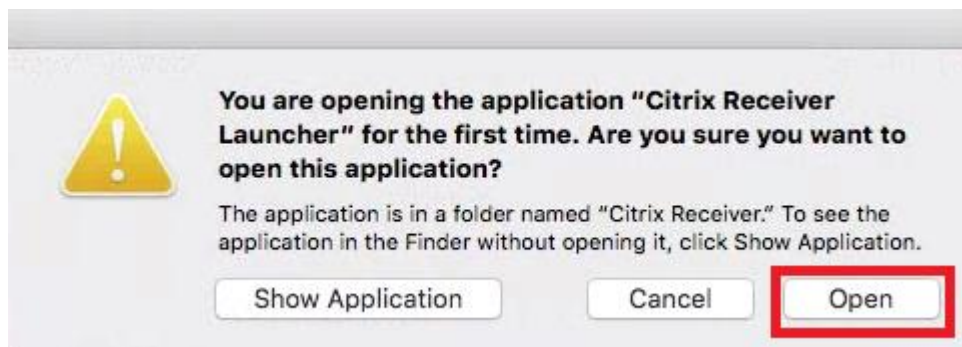 You are opening the application “Citrix Receiver
Launcher” for the first time. Are you sure you want to
open this application?
The application is in a folder named “Citrix Receiver.” To see the
application in the Finder without opening it, click Show Application.
Show Application Cancel Open